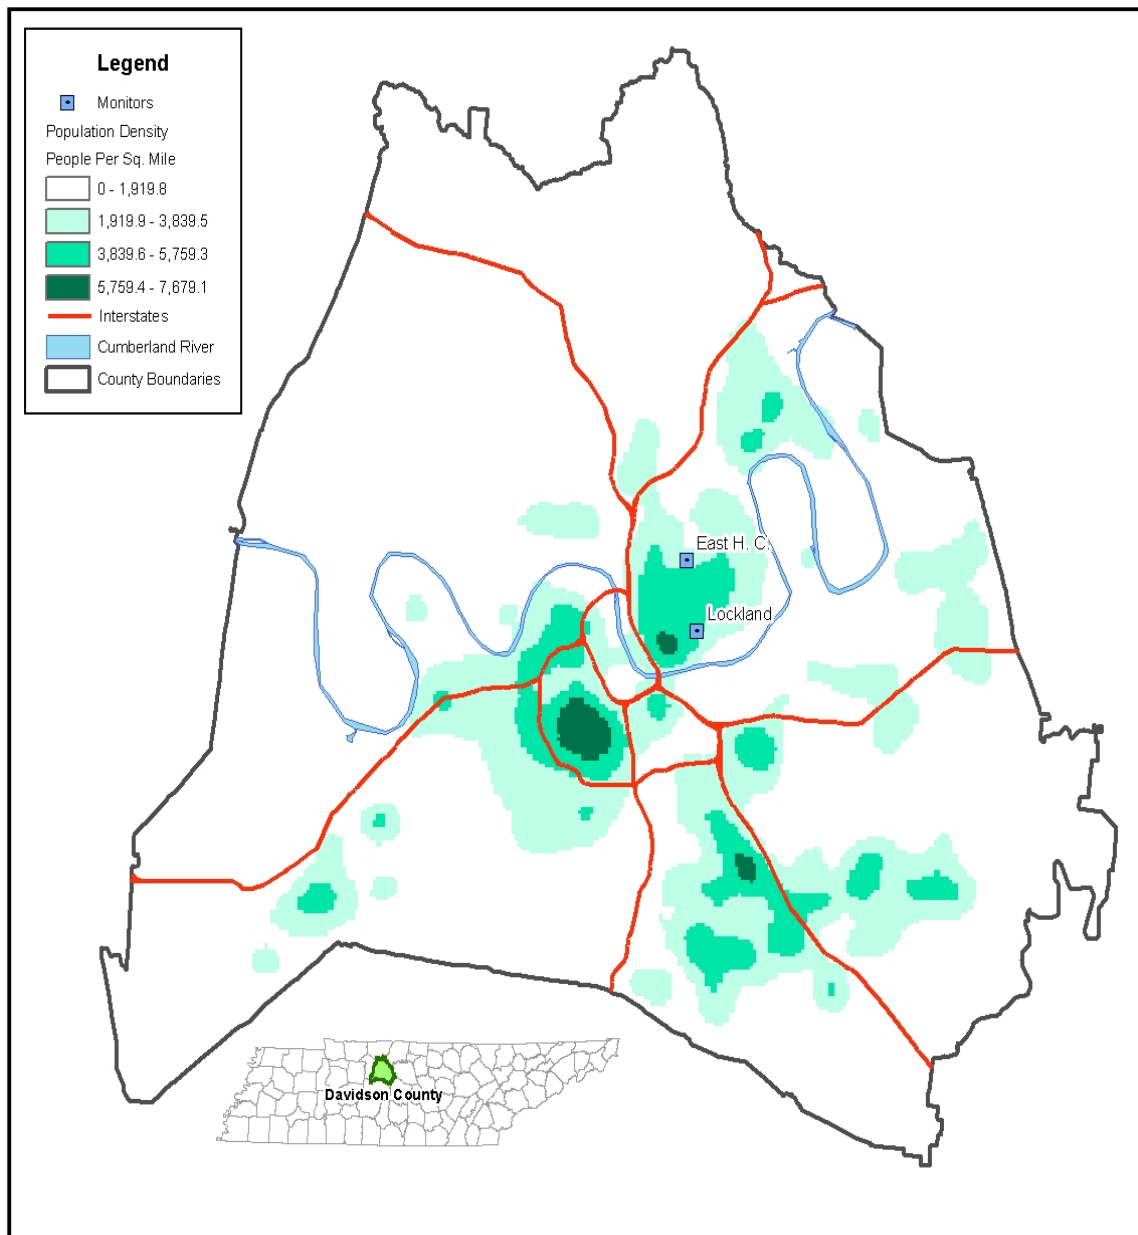 Legend
Monitors
Population Density
People Per Sq. Mile
0 - 1,919.8
1,919.9 - 3,839.5
3,839.6 - 5,759.3
5,759.4 - 7,679.1
Interstates
Cumberland River
County Boundaries
East H. C.
Lockland
Davidson County